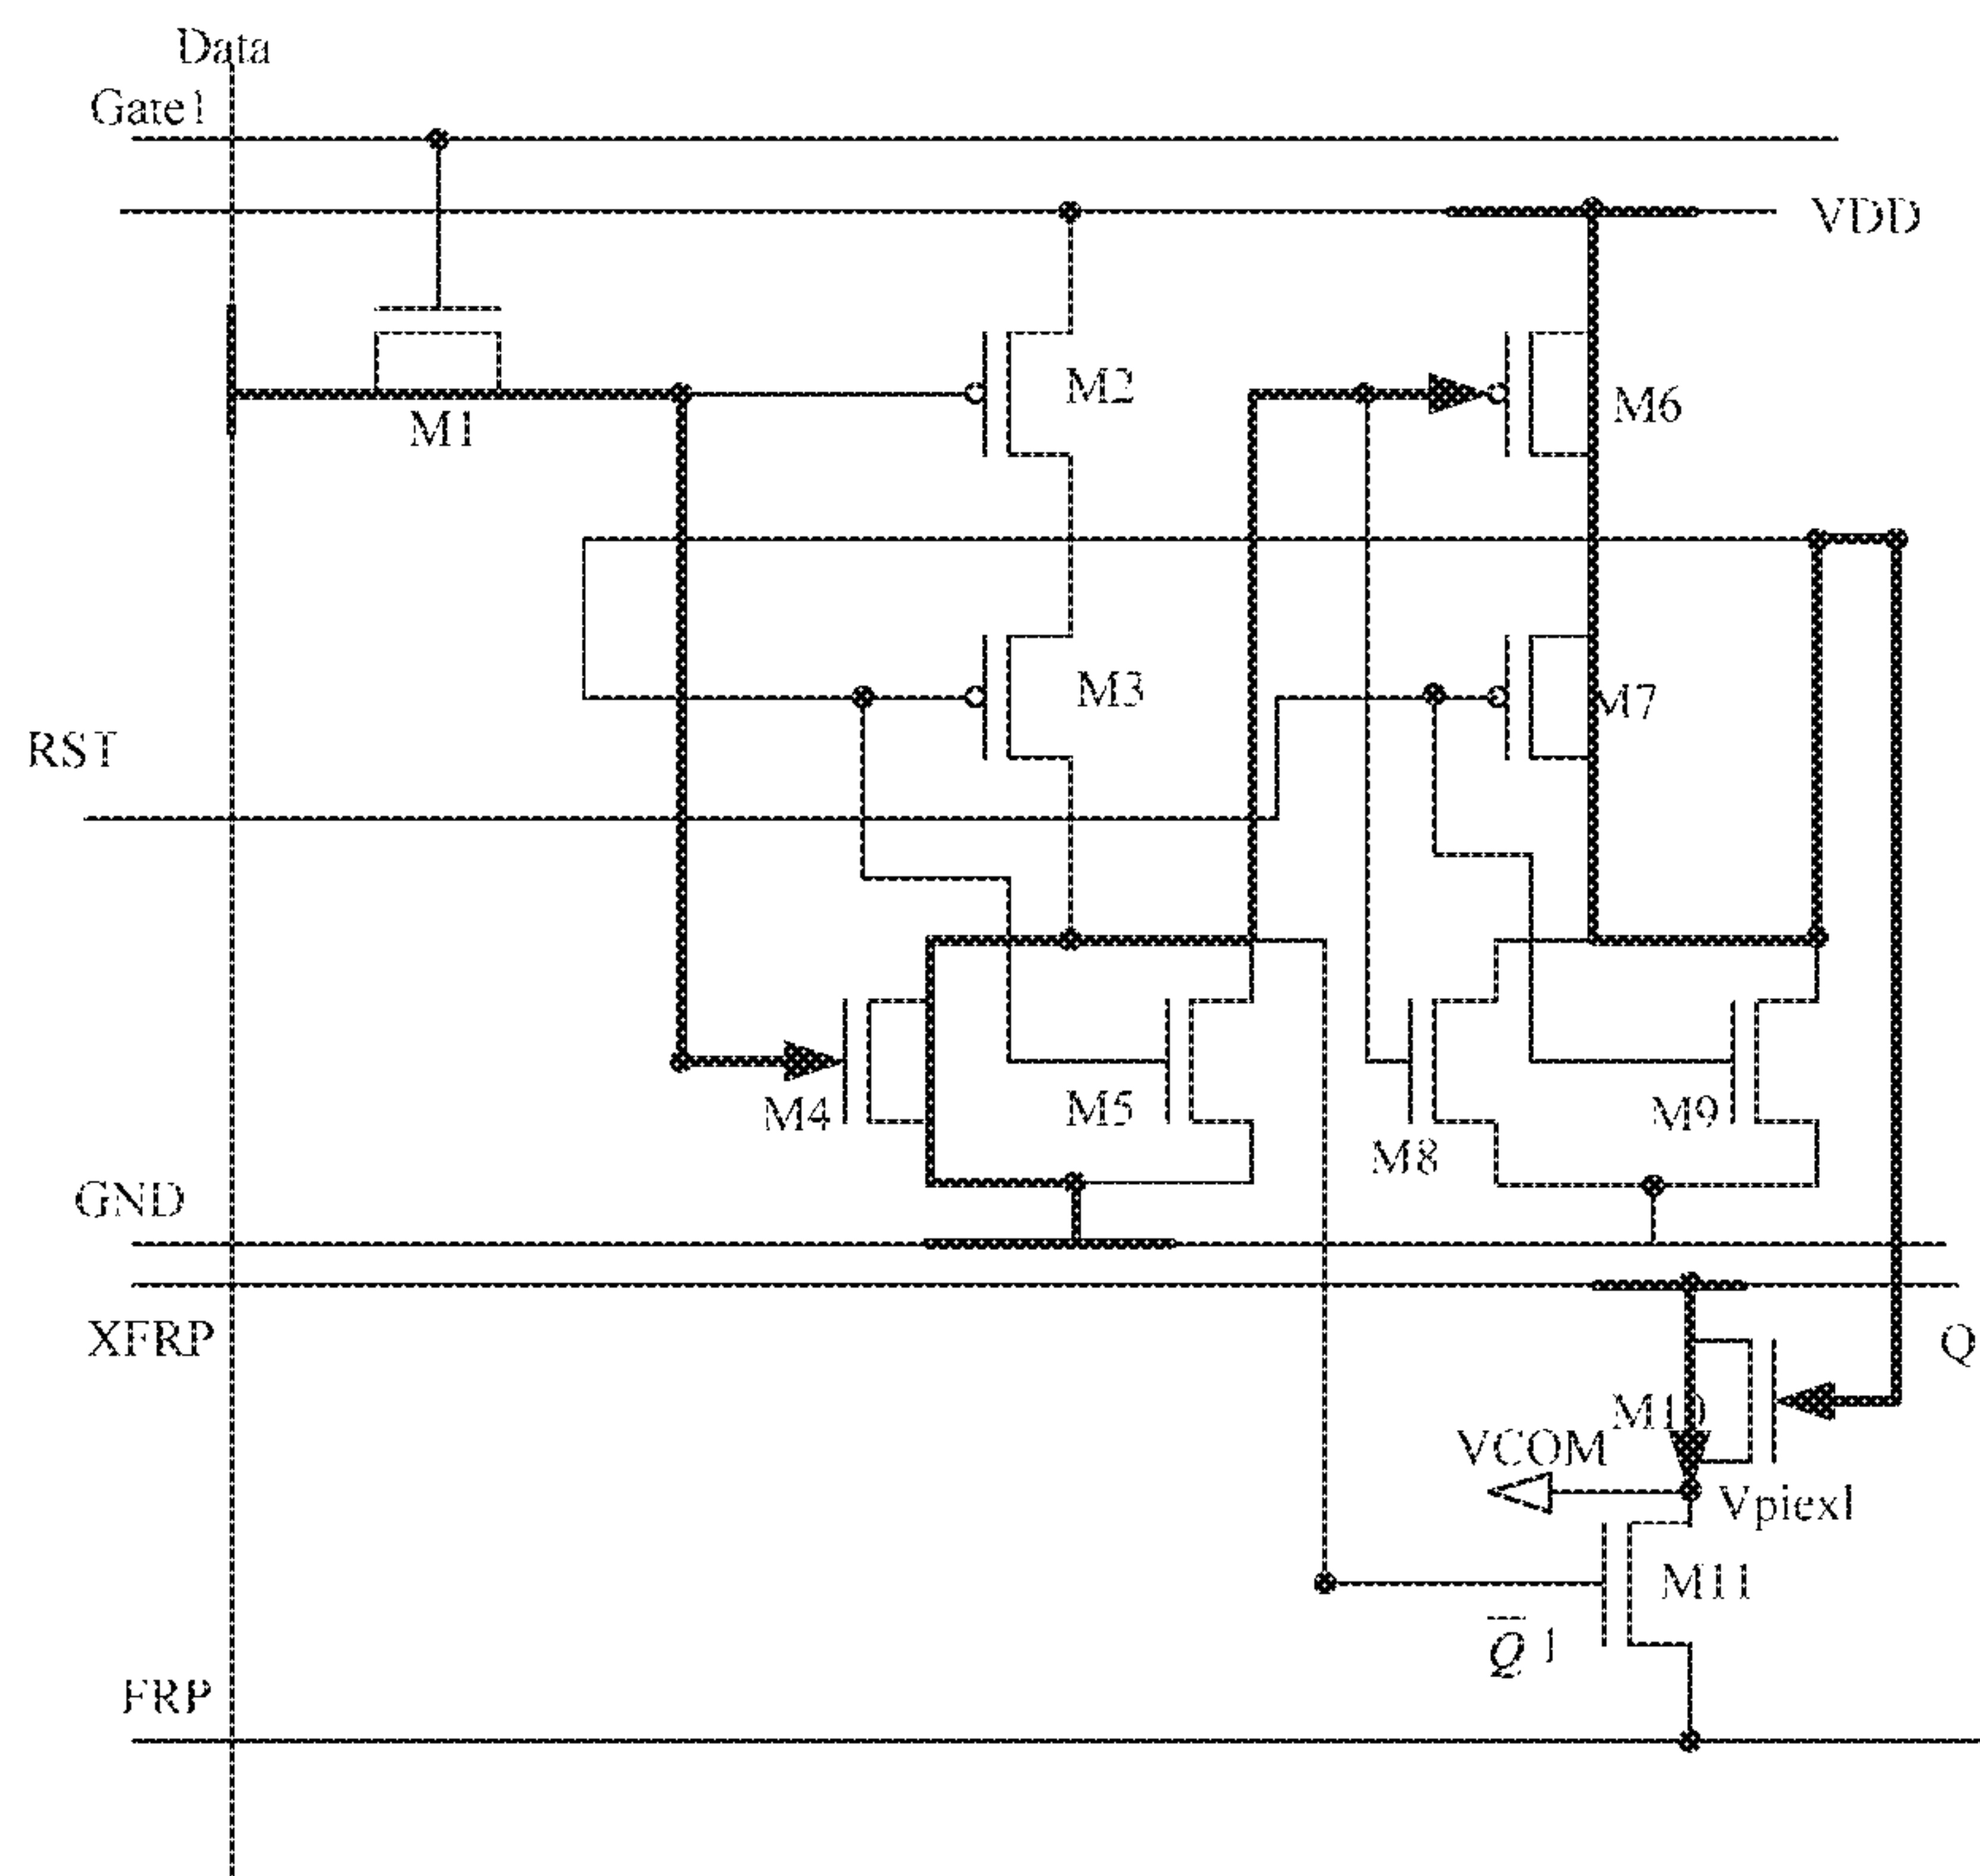 Data
Gate1
VDD
M1
M2
M6
M3
M7
RST
M4
M5
M8
M9
GND
XFRP
Q
M10
VCOM
Vpiexl
M11
Q̅ 1
FRP